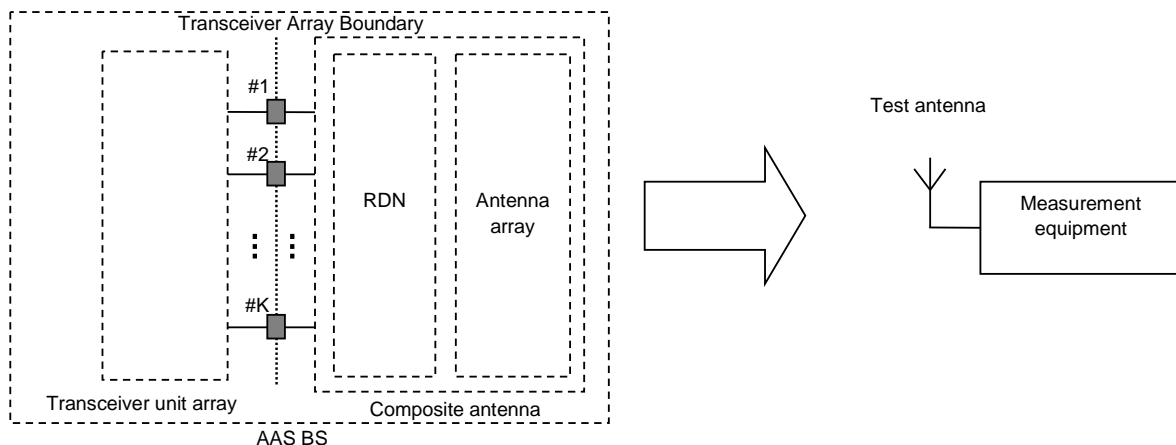 Transceiver Array Boundary
#1
#2
#K
RDN
Antenna
array
Transceiver unit array
Composite antenna
AAS BS
Test antenna
Measurement
equipment